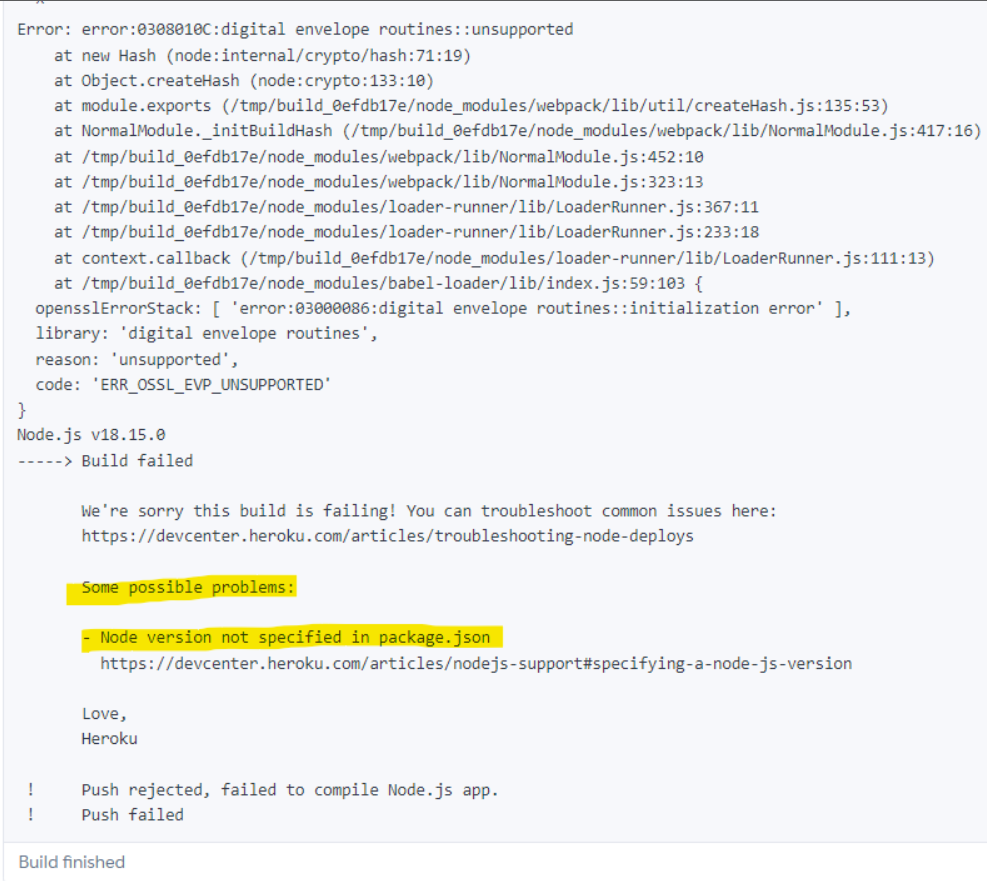 Error: error:0308010C:digital envelope routines::unsupported
    at new Hash (node:internal/crypto/hash:71:19)
    at Object.createHash (node:crypto:133:10)
    at module.exports (/tmp/build_0efdb17e/node_modules/webpack/lib/util/createHash.js:135:53)
    at NormalModule._initBuildHash (/tmp/build_0efdb17e/node_modules/webpack/lib/NormalModule.js:417:16)
    at /tmp/build_0efdb17e/node_modules/webpack/lib/NormalModule.js:452:10
    at /tmp/build_0efdb17e/node_modules/webpack/lib/NormalModule.js:323:13
    at /tmp/build_0efdb17e/node_modules/loader-runner/lib/LoaderRunner.js:367:11
    at /tmp/build_0efdb17e/node_modules/loader-runner/lib/LoaderRunner.js:233:18
    at context.callback (/tmp/build_0efdb17e/node_modules/loader-runner/lib/LoaderRunner.js:111:13)
    at /tmp/build_0efdb17e/node_modules/babel-loader/lib/index.js:59:103 {
  opensslErrorStack: [ 'error:03000086:digital envelope routines::initialization error' ],
  library: 'digital envelope routines',
  reason: 'unsupported',
  code: 'ERR_OSSL_EVP_UNSUPPORTED'
}
Node.js v18.15.0
-----> Build failed
       We're sorry this build is failing! You can troubleshoot common issues here:
       https://devcenter.heroku.com/articles/troubleshooting-node-deploys
       Some possible problems:
       - Node version not specified in package.json
         https://devcenter.heroku.com/articles/nodejs-support#specifying-a-node-js-version
       Love,
       Heroku
 !     Push rejected, failed to compile Node.js app.
 !     Push failed
Build finished